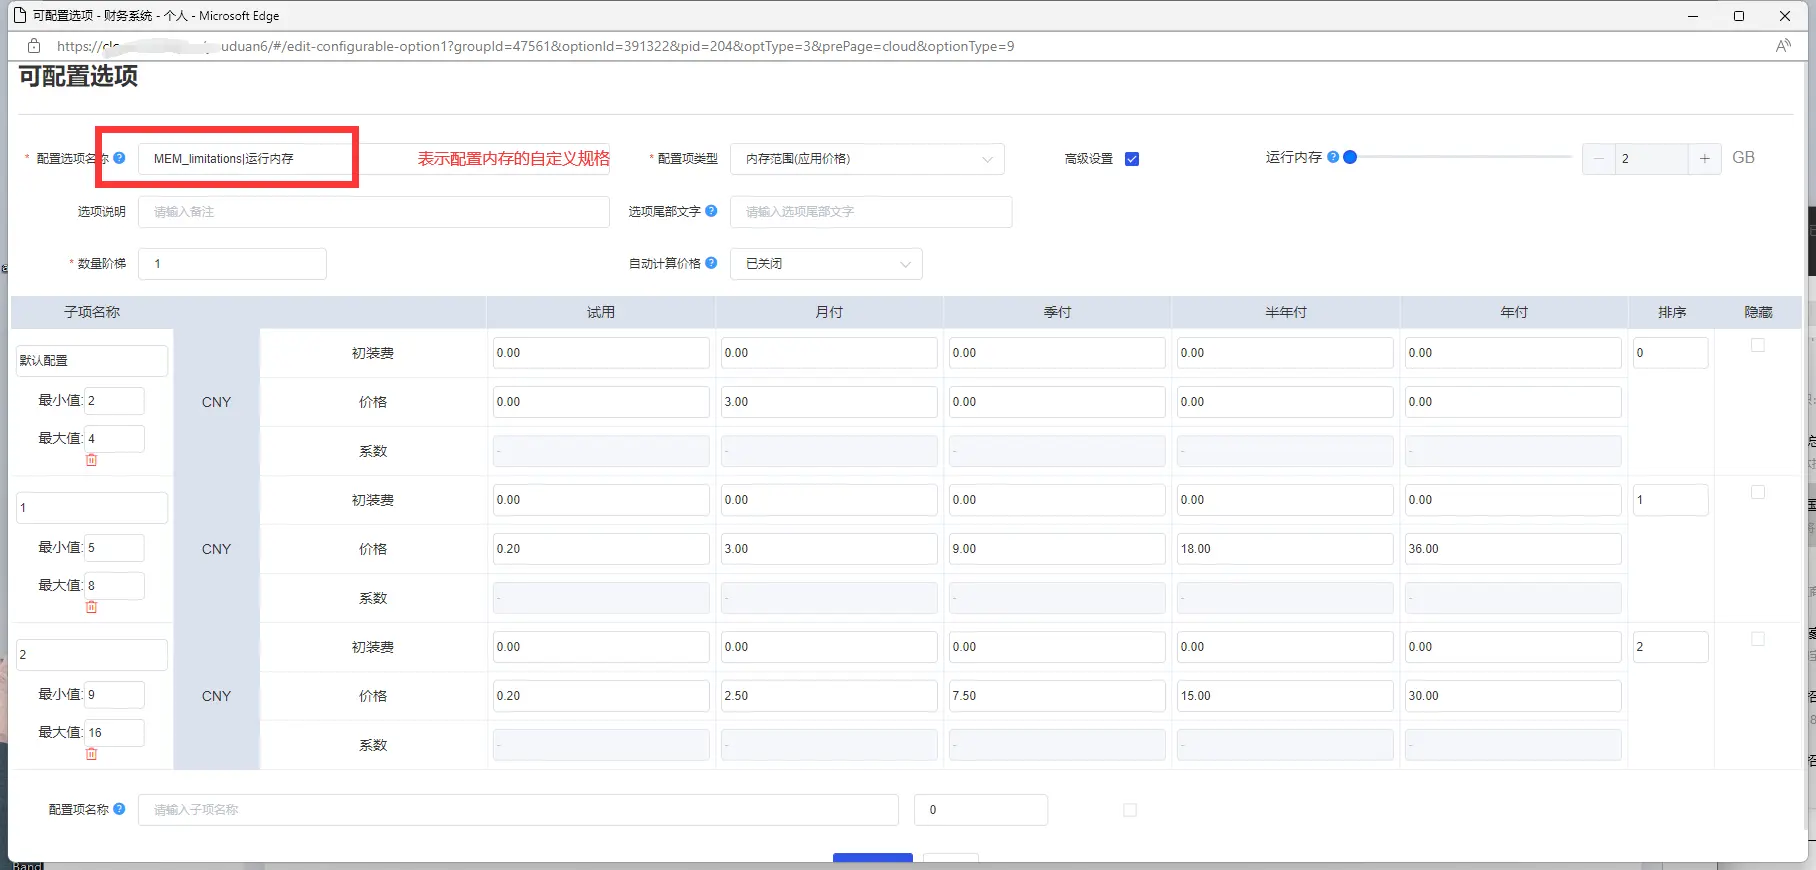 可配置选项 - 财务系统 - 个人 - Microsoft Edge
uduan6/#/edit-configurable-option1?groupId=47561&optionId=391322&pid=204&optType=3&prePage=cloud&optionType=9
可配置选项
* 配置选项名称 MEM_limitations|运行内存 表示配置内存的自定义规格 * 配置项类型 内存范围(应用价格) 高级设置 运行内存 2 GB
选项说明 请输入备注 选项尾部文字 请输入选项尾部文字
* 数量阶梯 1 自动计算价格 已关闭
子项名称 试用 月付 季付 半年付 年付 排序 隐藏
初装费 0.00 0.00 0.00 0.00 0.00 0
默认配置
最小值: 2 CNY 价格 0.00 3.00 0.00 0.00 0.00
最大值: 4
系数 - - - - -
初装费 0.00 0.00 0.00 0.00 0.00 1
1
最小值: 5 CNY 价格 0.20 3.00 9.00 18.00 36.00
最大值: 8
系数 - - - - -
初装费 0.00 0.00 0.00 0.00 0.00 2
2
最小值: 9 CNY 价格 0.20 2.50 7.50 15.00 30.00
最大值: 16
系数 - - - - -
配置项名称 请输入子项名称 0